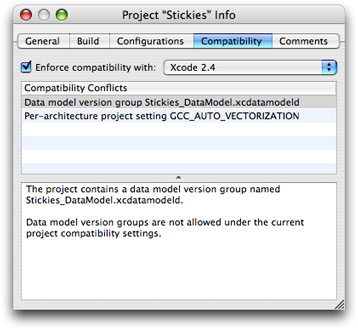 Project “Stickies” Info
General Build Configurations Compatibility Comments
Enforce compatibility with: Xcode 2.4
Compatibility Conflicts
Data model version group Stickies_DataModel.xcdatamodeld
Per-architecture project setting GCC_AUTO_VECTORIZATION
The project contains a data model version group named
Stickies_DataModel.xcdatamodeld.
Data model version groups are not allowed under the current
project compatibility settings.